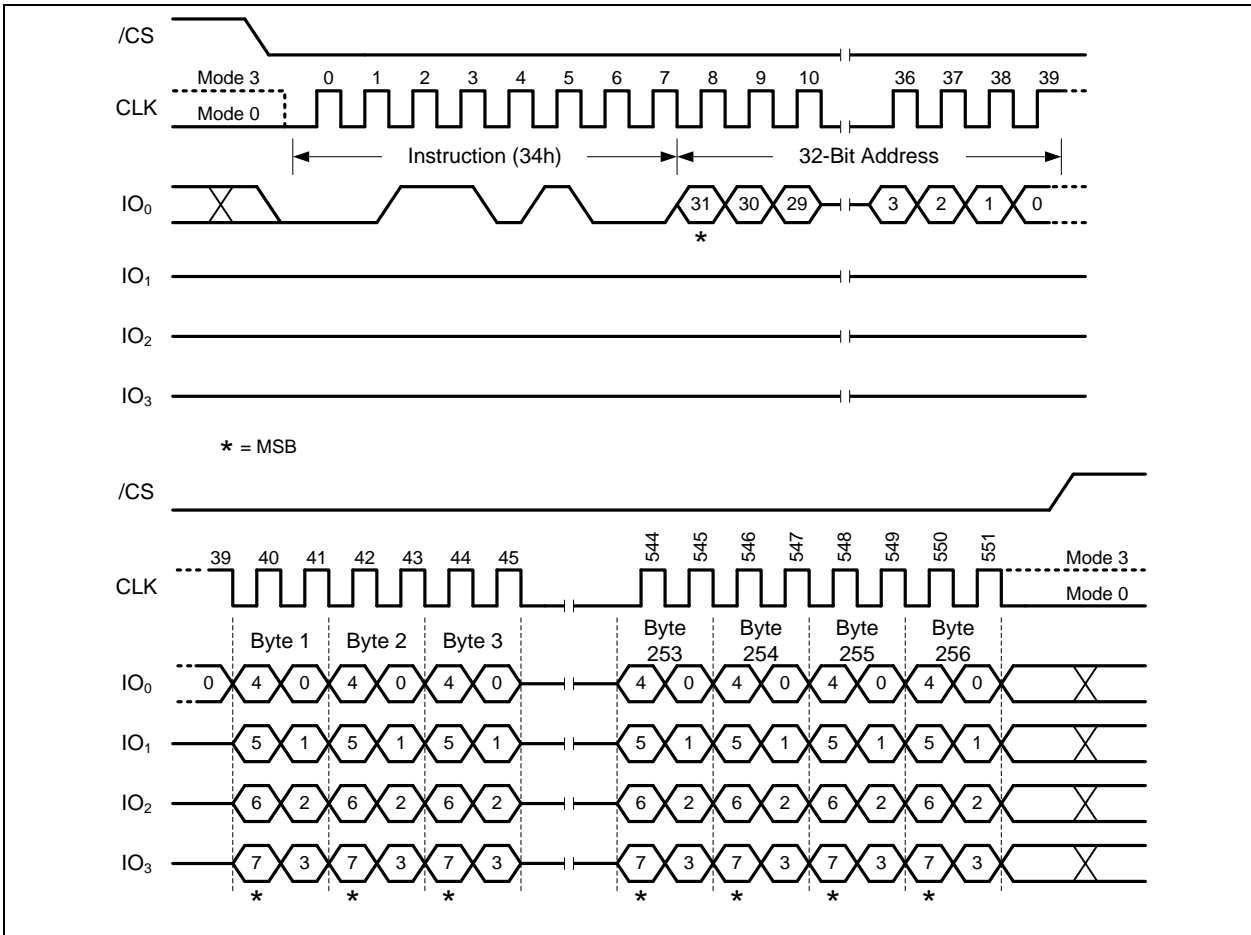 /CS
Mode 3 0 1 2 3 4 5 6 7 8 9 10 36 37 38 39
CLK Mode 0
Instruction (34h) 32-Bit Address
IO₀ 31 30 29 3 2 1 0
*
IO₁
IO₂
IO₃
* = MSB
/CS
39 40 41 42 43 44 45 544 545 546 547 548 549 550 551 Mode 3
CLK Mode 0
Byte 1 Byte 2 Byte 3 Byte 253 Byte 254 Byte 255 Byte 256
IO₀ 0 4 0 4 0 4 0 4 0 4 0 4 0 4 0
IO₁ 5 1 5 1 5 1 5 1 5 1 5 1 5 1
IO₂ 6 2 6 2 6 2 6 2 6 2 6 2 6 2
IO₃ 7 3 7 3 7 3 7 3 7 3 7 3 7 3
* * * * * * *